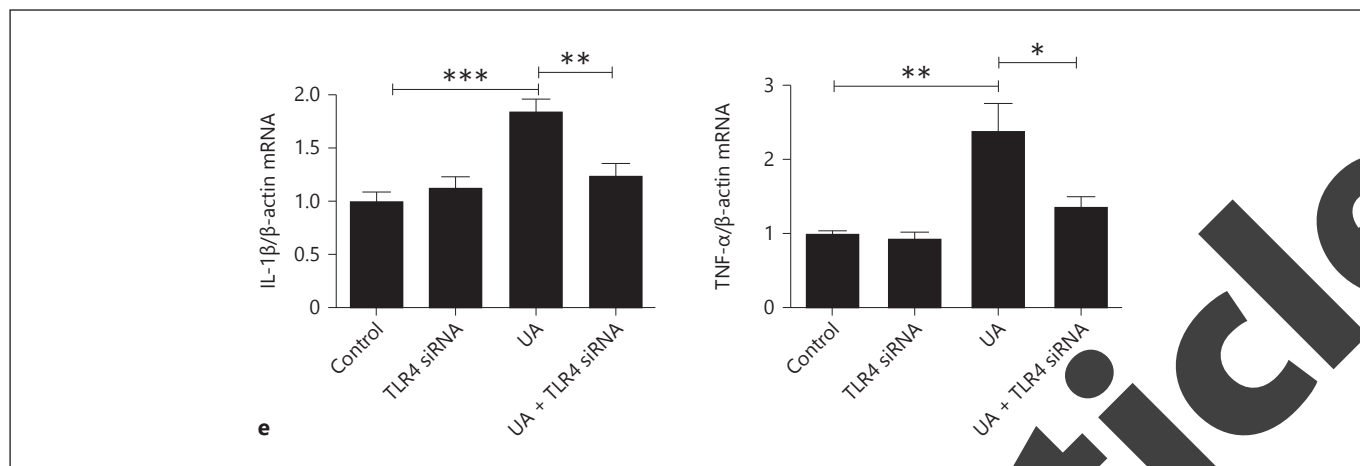 *** **
2.0
1.5
1.0
0.5
0
IL-1β/β-actin mRNA
Control
TLR4 siRNA
UA
UA + TLR4 siRNA
** *
3
2
1
0
TNF-α/β-actin mRNA
Control
TLR4 siRNA
UA
UA + TLR4 siRNA
e
ticle